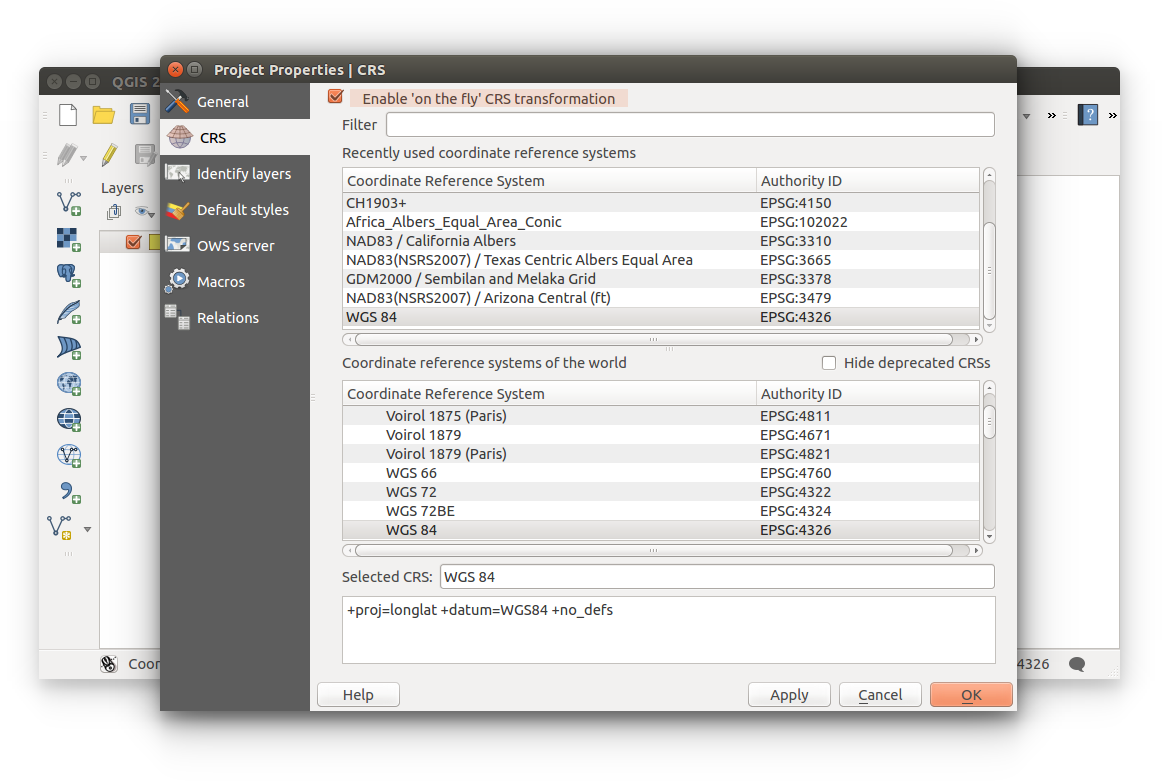 QGIS 2
Project Properties | CRS
General
CRS
Identify layers
Default styles
OWS server
Macros
Relations
Layers
Enable 'on the fly' CRS transformation
Filter
Recently used coordinate reference systems
Coordinate Reference System Authority ID
CH1903+ EPSG:4150
Africa_Albers_Equal_Area_Conic EPSG:102022
NAD83 / California Albers EPSG:3310
NAD83(NSRS2007) / Texas Centric Albers Equal Area EPSG:3665
GDM2000 / Sembilan and Melaka Grid EPSG:3378
NAD83(NSRS2007) / Arizona Central (ft) EPSG:3479
WGS 84 EPSG:4326
Coordinate reference systems of the world Hide deprecated CRSs
Coordinate Reference System Authority ID
Voirol 1875 (Paris) EPSG:4811
Voirol 1879 EPSG:4671
Voirol 1879 (Paris) EPSG:4821
WGS 66 EPSG:4760
WGS 72 EPSG:4322
WGS 72BE EPSG:4324
WGS 84 EPSG:4326
Selected CRS: WGS 84
+proj=longlat +datum=WGS84 +no_defs
Coor 4326
Help Apply Cancel OK